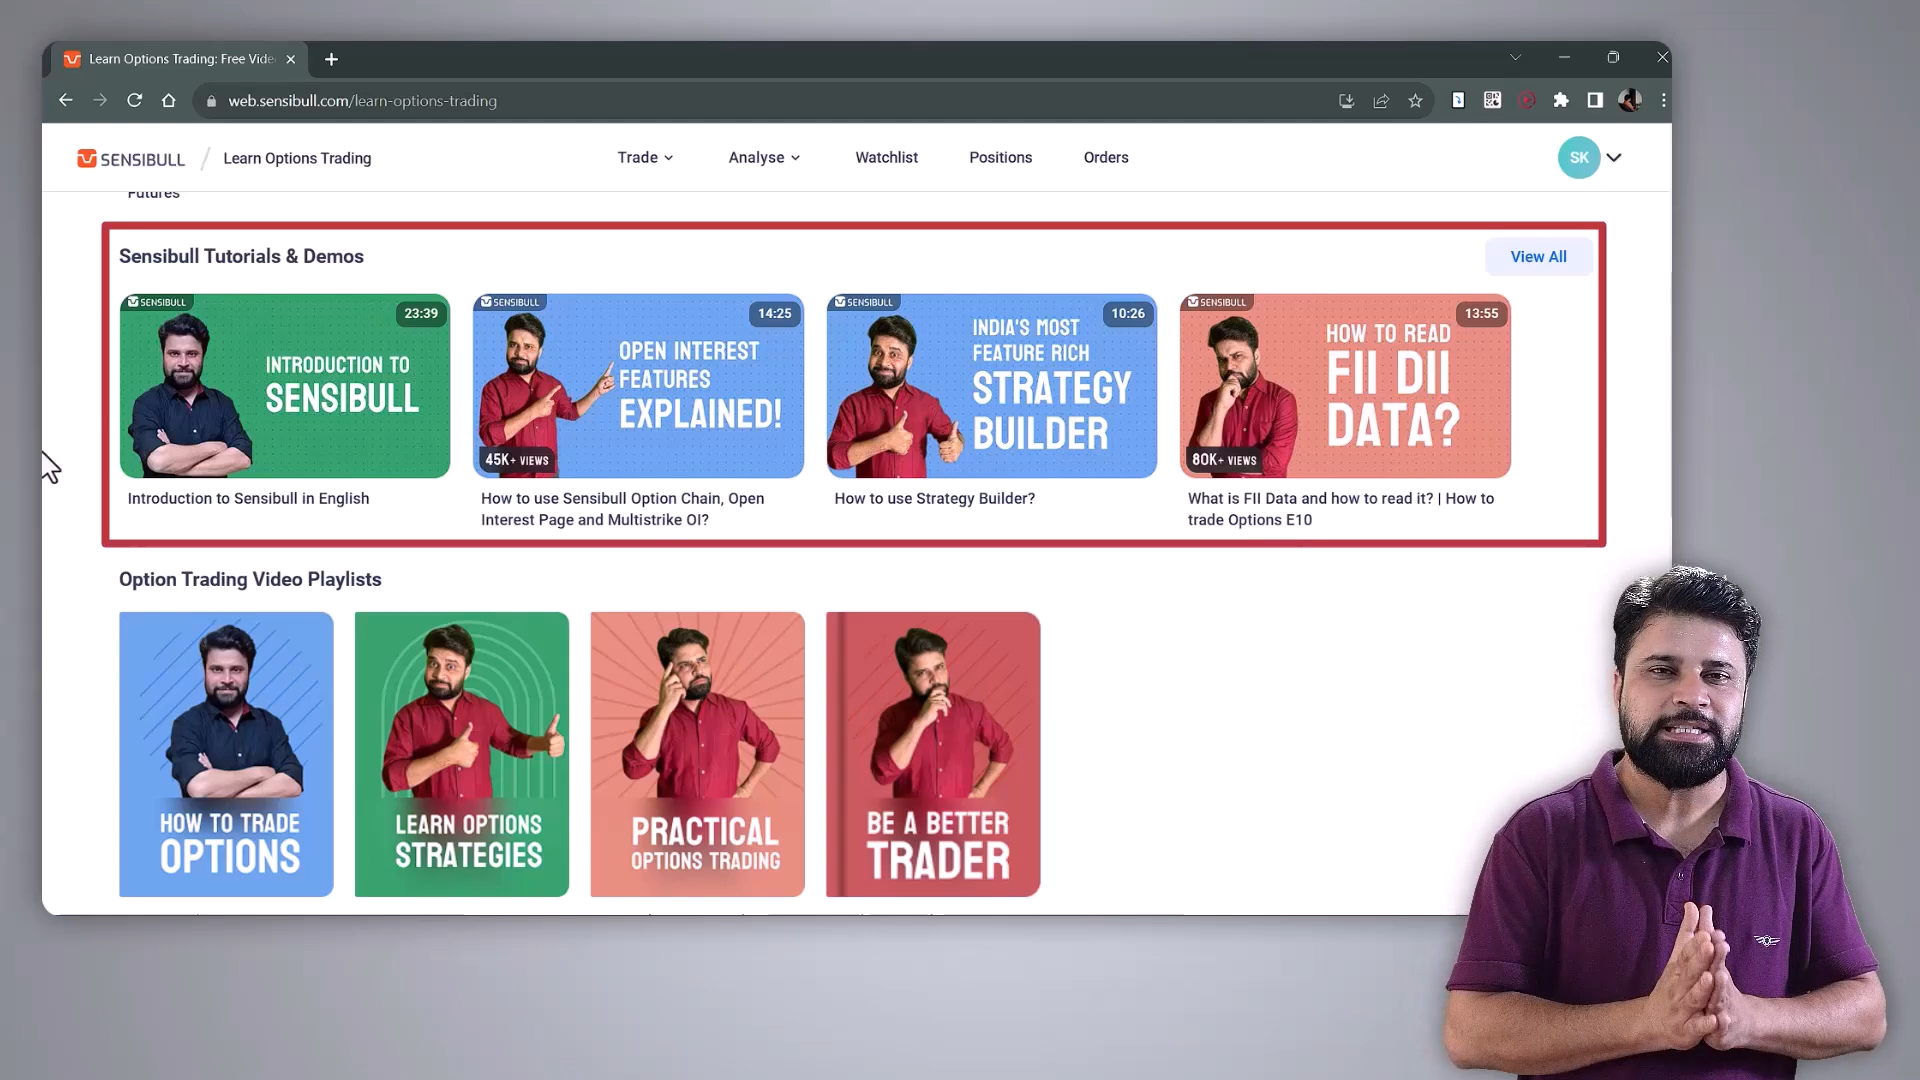 Learn Options Trading: Free Vide
web.sensibull.com/learn-options-trading
SENSIBULL / Learn Options Trading
Trade
Analyse
Watchlist
Positions
Orders
SK
Futures
Sensibull Tutorials & Demos
View All
SENSIBULL
23:39
INTRODUCTION TO
SENSIBULL
Introduction to Sensibull in English
SENSIBULL
14:25
OPEN INTEREST
FEATURES
EXPLAINED!
45K+ VIEWS
How to use Sensibull Option Chain, Open
Interest Page and Multistrike OI?
SENSIBULL
10:26
INDIA'S MOST
FEATURE RICH
STRATEGY
BUILDER
How to use Strategy Builder?
SENSIBULL
13:55
HOW TO READ
FII DII
DATA?
80K+ VIEWS
What is FII Data and how to read it? | How to
trade Options E10
Option Trading Video Playlists
HOW TO TRADE
OPTIONS
LEARN OPTIONS
STRATEGIES
PRACTICAL
OPTIONS TRADING
BE A BETTER
TRADER